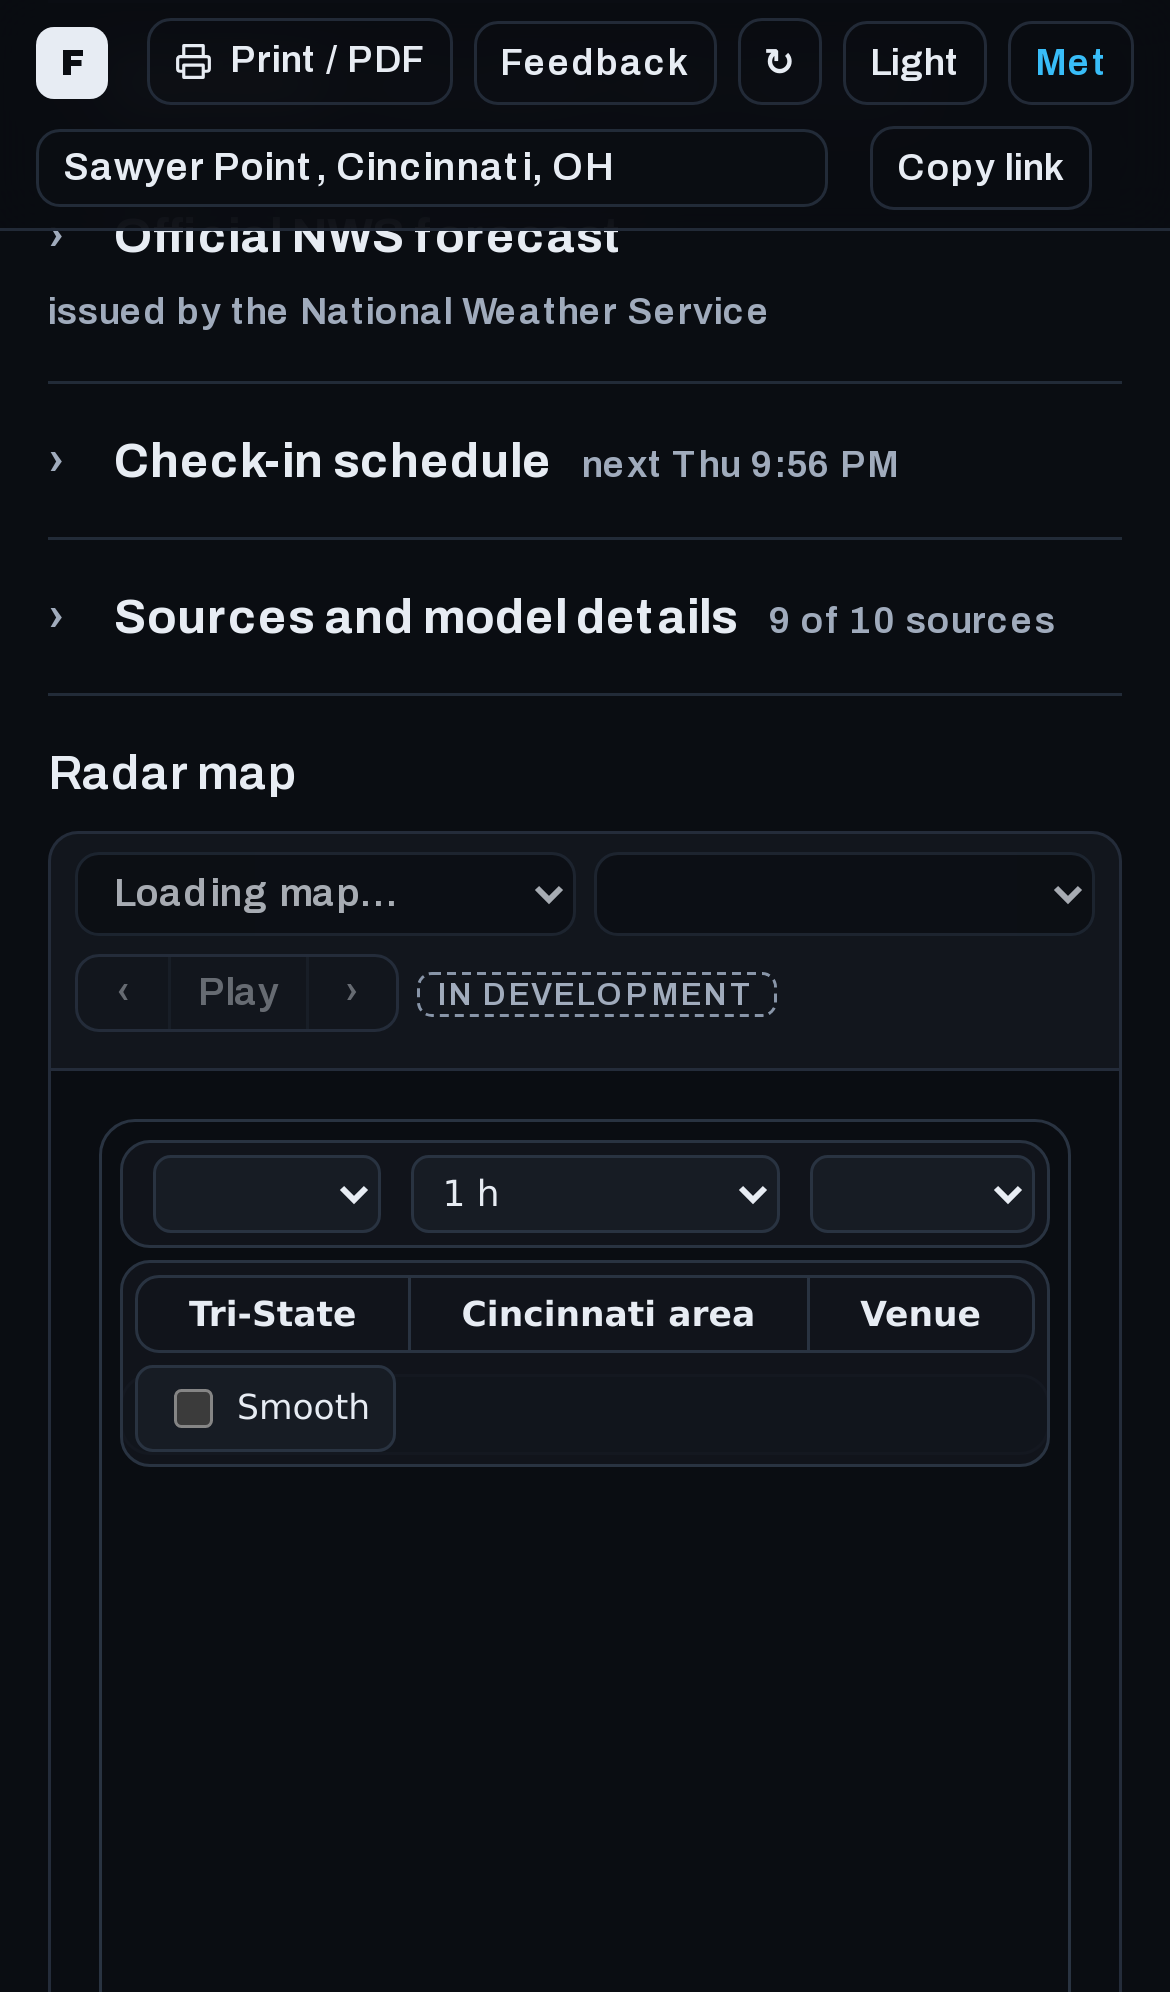 F Print / PDF Feedback ↻ Light Met
Sawyer Point, Cincinnati, OH Copy link
› Official NWS forecast
issued by the National Weather Service
› Check-in schedule next Thu 9:56 PM
› Sources and model details 9 of 10 sources
Radar map
Loading map...
‹ Play › IN DEVELOPMENT
1 h
Tri-State Cincinnati area Venue
Smooth